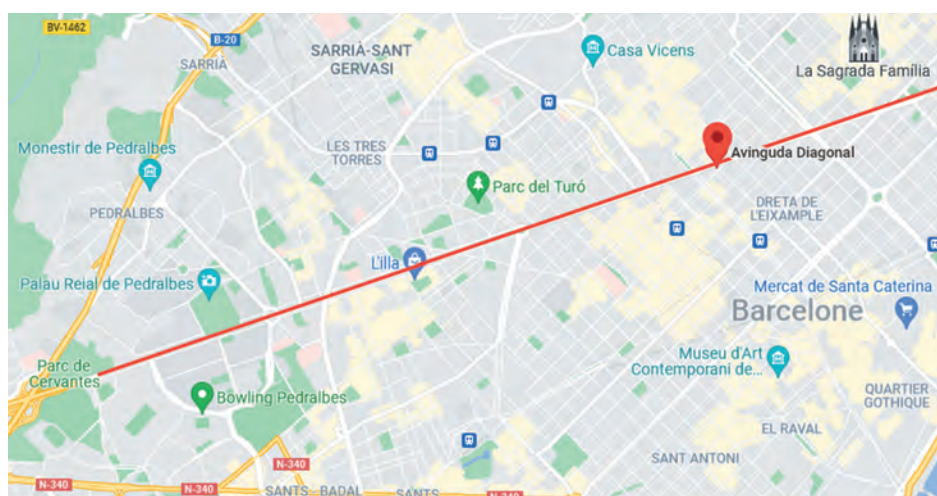 BV-1462
B-20
SARRIÀ
SARRIÀ-SANT
GERVASI
Casa Vicens
La Sagrada Família
Monestir de Pedralbes
LES TRES
TORRES
Avinguda Diagonal
Parc del Turó
PEDRALBES
DRETA DE
L'EIXAMPLE
L'illa
Palau Reial de Pedralbes
Mercat de Santa Caterina
Barcelone
Parc de
Cervantes
Museu d'Art
Contemporani de...
Bowling Pedralbes
QUARTIER
GOTHIQUE
EL RAVAL
SANT ANTONI
N-340
N-340
N-340
SANTS BADAL
SANTS